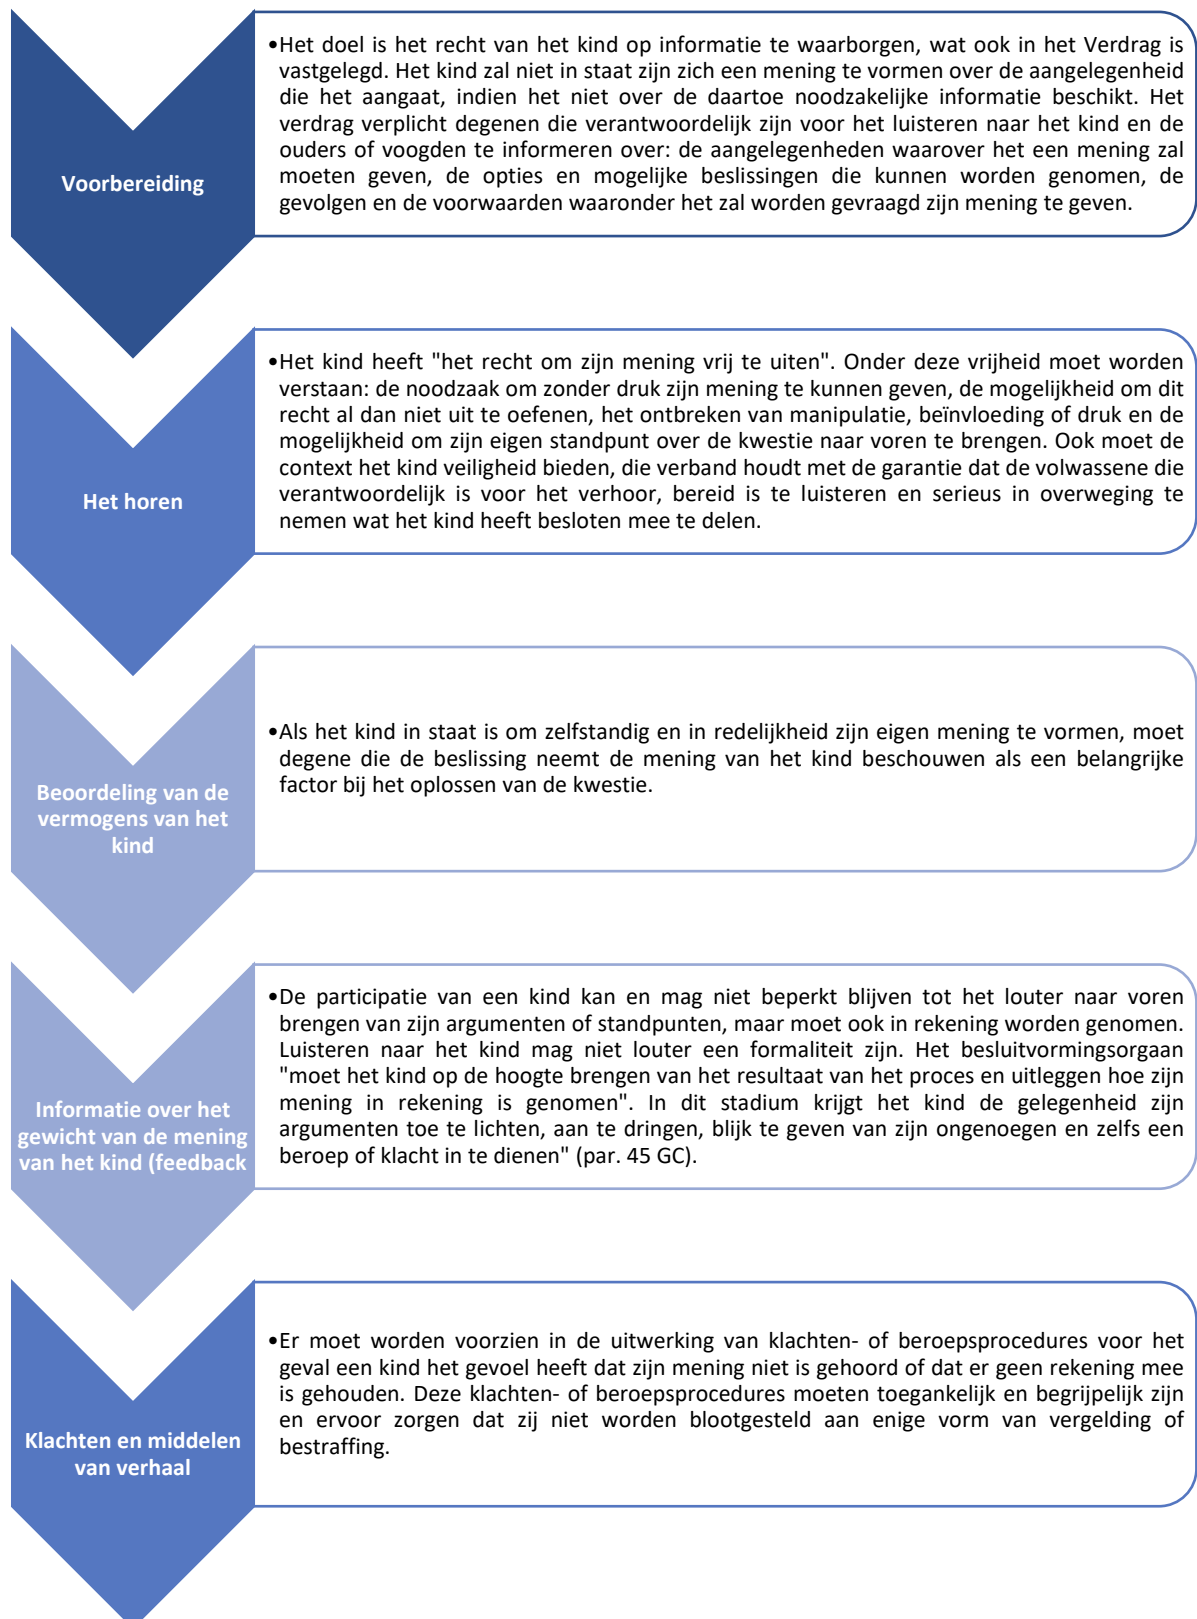 Voorbereiding
•Het doel is het recht van het kind op informatie te waarborgen, wat ook in het Verdrag is
vastgelegd. Het kind zal niet in staat zijn zich een mening te vormen over de aangelegenheid
die het aangaat, indien het niet over de daartoe noodzakelijke informatie beschikt. Het
verdrag verplicht degenen die verantwoordelijk zijn voor het luisteren naar het kind en de
ouders of voogden te informeren over: de aangelegenheden waarover het een mening zal
moeten geven, de opties en mogelijke beslissingen die kunnen worden genomen, de
gevolgen en de voorwaarden waaronder het zal worden gevraagd zijn mening te geven.
Het horen
•Het kind heeft "het recht om zijn mening vrij te uiten". Onder deze vrijheid moet worden
verstaan: de noodzaak om zonder druk zijn mening te kunnen geven, de mogelijkheid om dit
recht al dan niet uit te oefenen, het ontbreken van manipulatie, beïnvloeding of druk en de
mogelijkheid om zijn eigen standpunt over de kwestie naar voren te brengen. Ook moet de
context het kind veiligheid bieden, die verband houdt met de garantie dat de volwassene die
verantwoordelijk is voor het verhoor, bereid is te luisteren en serieus in overweging te
nemen wat het kind heeft besloten mee te delen.
Beoordeling van de
vermogens van het
kind
•Als het kind in staat is om zelfstandig en in redelijkheid zijn eigen mening te vormen, moet
degene die de beslissing neemt de mening van het kind beschouwen als een belangrijke
factor bij het oplossen van de kwestie.
Informatie over het
gewicht van de mening
van het kind (feedback
•De participatie van een kind kan en mag niet beperkt blijven tot het louter naar voren
brengen van zijn argumenten of standpunten, maar moet ook in rekening worden genomen.
Luisteren naar het kind mag niet louter een formaliteit zijn. Het besluitvormingsorgaan
"moet het kind op de hoogte brengen van het resultaat van het proces en uitleggen hoe zijn
mening in rekening is genomen". In dit stadium krijgt het kind de gelegenheid zijn
argumenten toe te lichten, aan te dringen, blijk te geven van zijn ongenoegen en zelfs een
beroep of klacht in te dienen" (par. 45 GC).
Klachten en middelen
van verhaal
•Er moet worden voorzien in de uitwerking van klachten- of beroepsprocedures voor het
geval een kind het gevoel heeft dat zijn mening niet is gehoord of dat er geen rekening mee
is gehouden. Deze klachten- of beroepsprocedures moeten toegankelijk en begrijpelijk zijn
en ervoor zorgen dat zij niet worden blootgesteld aan enige vorm van vergelding of
bestraffing.